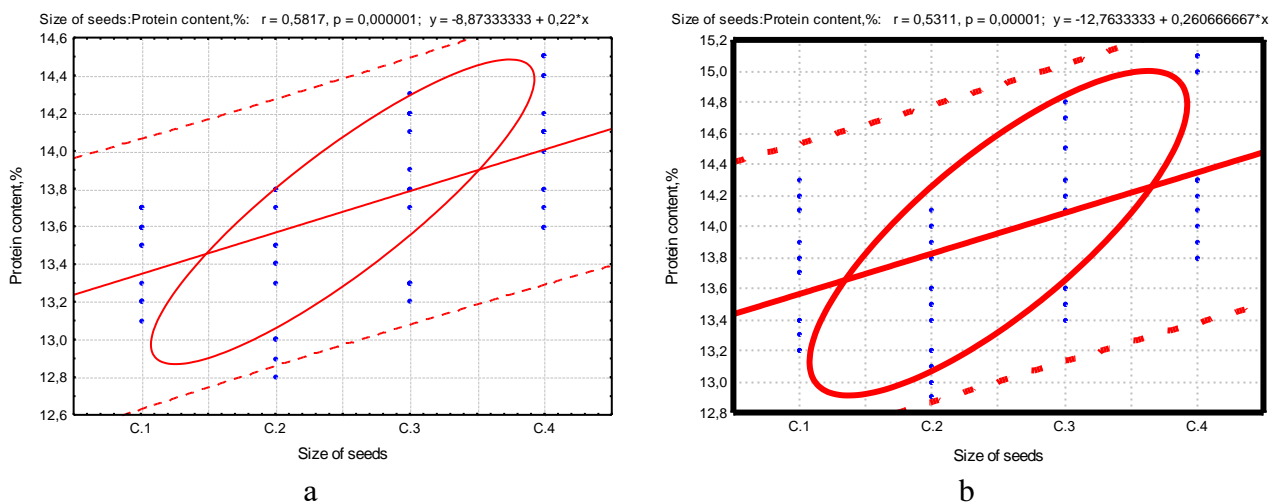 Size of seeds:Protein content,%: r = 0,5817, p = 0,000001; y = -8,87333333 + 0,22*x
14,6
14,4
14,2
14,0
13,8
13,6
13,4
13,2
13,0
12,8
12,6
Protein content,%
C.1 C.2 C.3 C.4
Size of seeds
a
Size of seeds:Protein content,%: r = 0,5311, p = 0,00001; y = -12,7633333 + 0,260666667*x
15,2
15,0
14,8
14,6
14,4
14,2
14,0
13,8
13,6
13,4
13,2
13,0
12,8
Protein content,%
C.1 C.2 C.3 C.4
Size of seeds
b